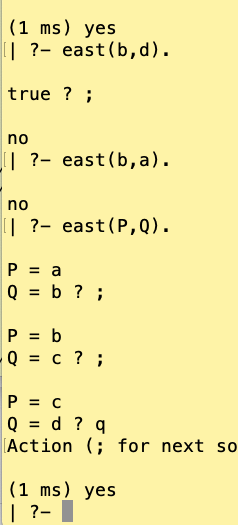 (1 ms) yes
| ?- east(b,d).
true ? ;
no
| ?- east(b,a).
no
| ?- east(P,Q).
P = a
Q = b ? ;
P = b
Q = c ? ;
P = c
Q = d ? q
Action (; for next so
(1 ms) yes
| ?-